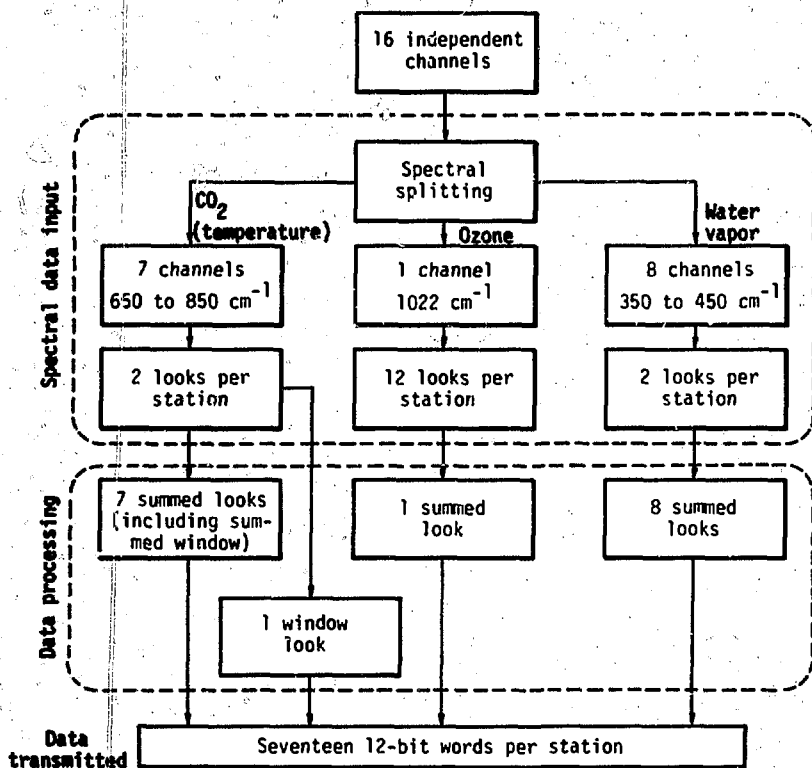 16 independent
channels
Spectral data input
Spectral
splitting
CO2
(temperature)
Ozone
Water
vapor
7 channels
650 to 850 cm-1
1 channel
1022 cm-1
8 channels
350 to 450 cm-1
2 looks per
station
12 looks per
station
2 looks per
station
Data processing
7 summed looks
(including sum-
med window)
1 summed
look
8 summed
looks
1 window
look
Data
transmitted
Seventeen 12-bit words per station